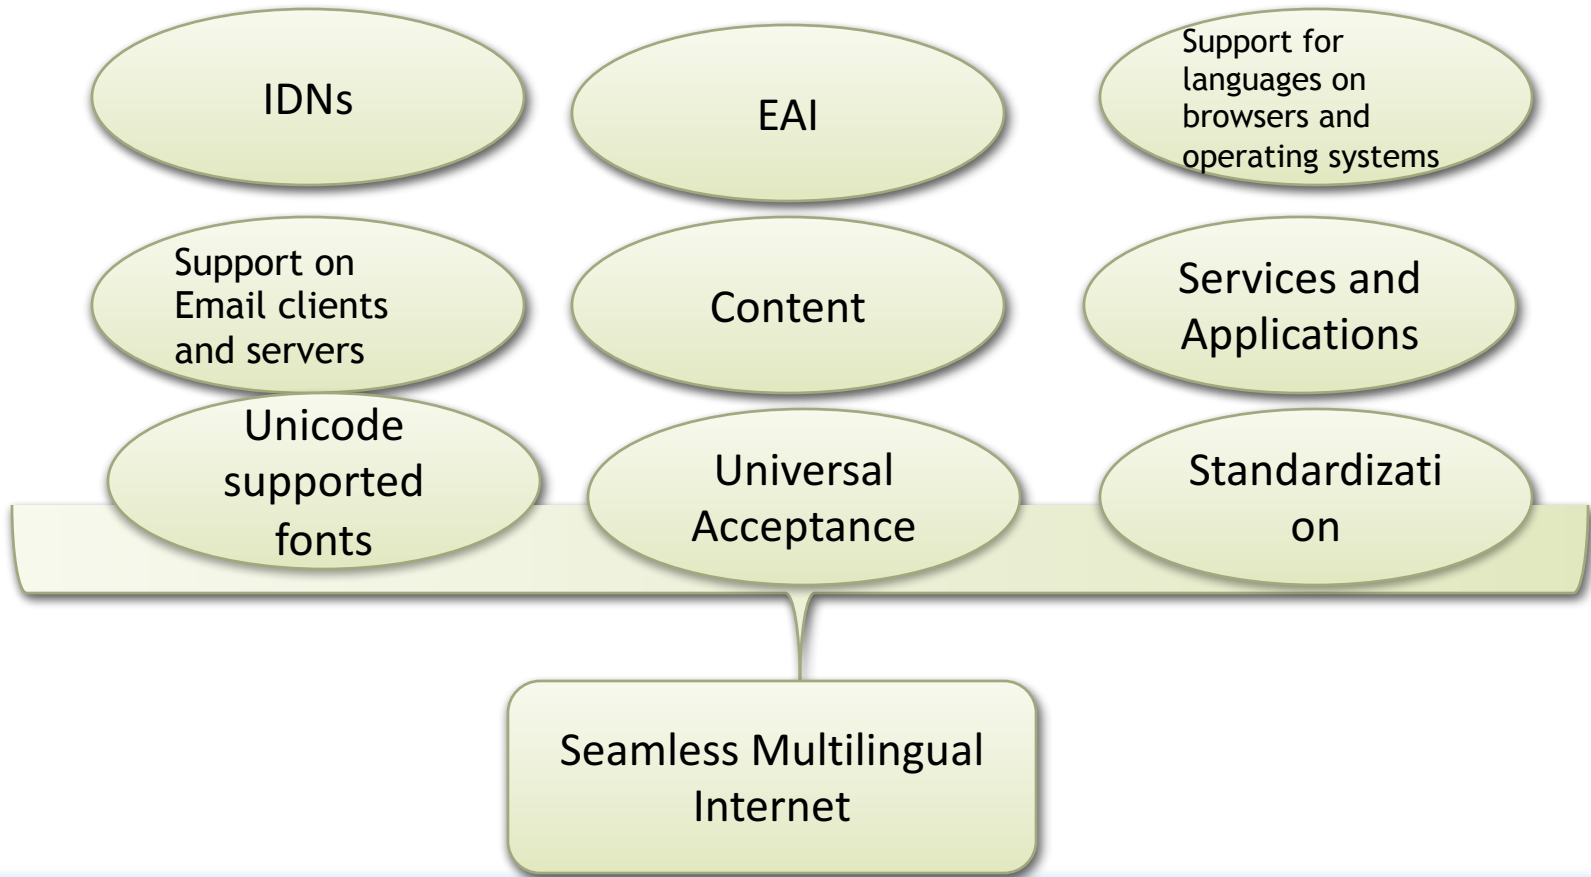 IDNs
EAI
Support for
languages on
browsers and
operating systems
Support on
Email clients
and servers
Content
Services and
Applications
Unicode
supported
fonts
Universal
Acceptance
Standardizati
on
Seamless Multilingual
Internet